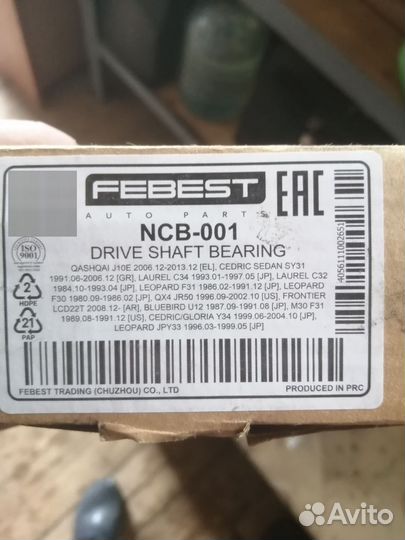 FEBEST
EAC
AUTO PARTS
NCB-001
DRIVE SHAFT BEARING
QASHQAI J10E 2006.12-2013.12 [EL], CEDRIC SEDAN SY31
1991.06-2006.12 [GR], LAUREL C34 1993.01-1997.05 [JP], LAUREL C32
1984.10-1993.04 [JP], LEOPARD F31 1986.02-1991.12 [JP], LEOPARD
F30 1980.09-1986.02 [JP], QX4 JR50 1996.09-2002.10 [US], FRONTIER
LCD22T 2008.12- [AR], BLUEBIRD U12 1987.09-1991.08 [JP], M30 F31
1989.08-1991.12 [US], CEDRIC/GLORIA Y34 1999.06-2004.10 [JP],
LEOPARD JPY33 1996.03-1999.05 [JP]
ISO
9001
2
HDPE
21
PAP
4056111002651
FEBEST TRADING (CHUZHOU) CO., LTD
PRODUCED IN PRC
Avito